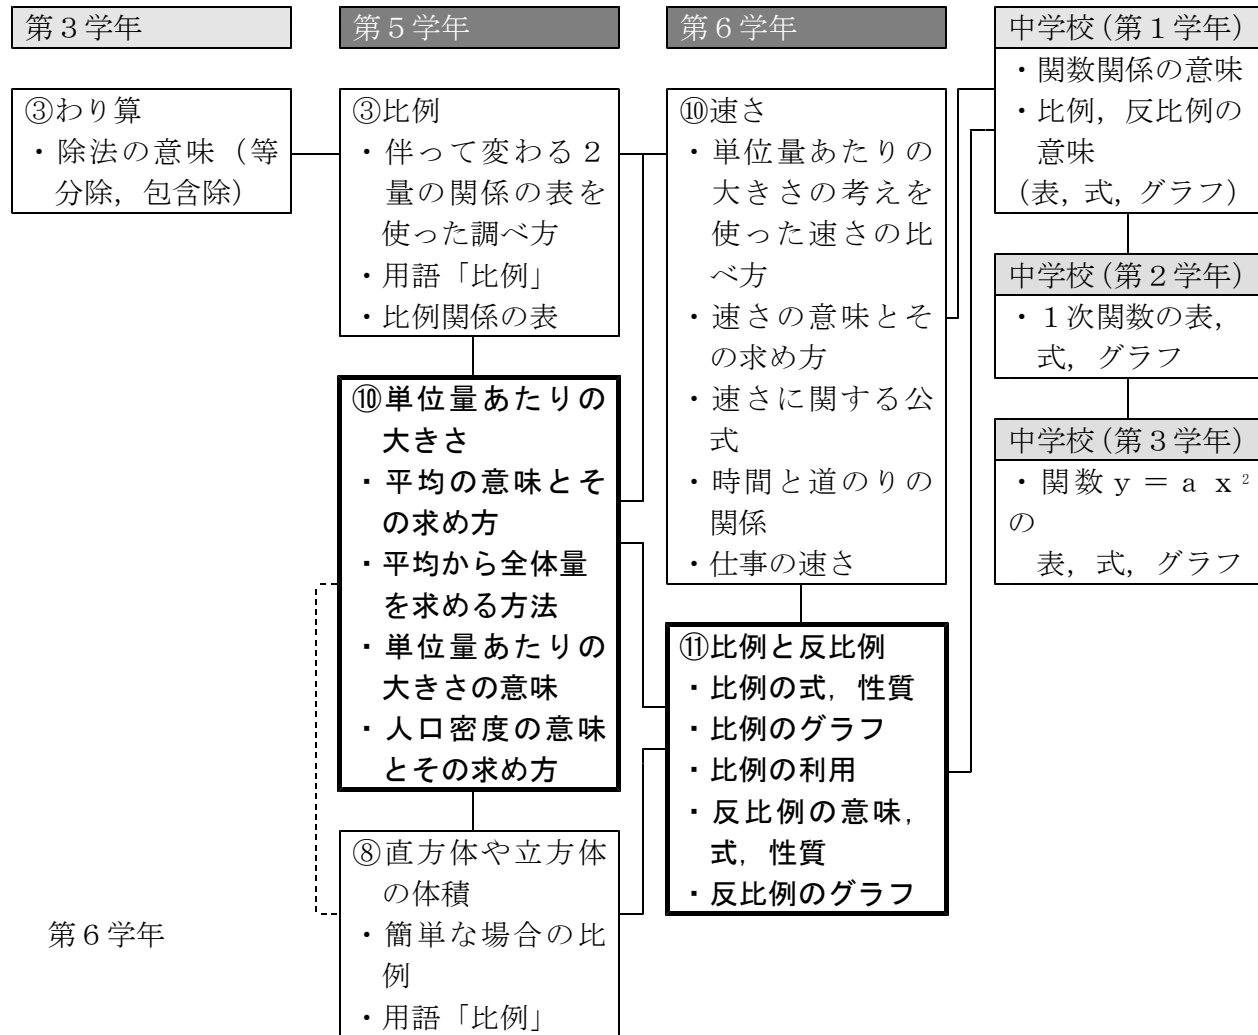 第3学年
③わり算
・除法の意味（等
分除，包含除）
第5学年
③比例
・伴って変わる２
量の関係の表を
使った調べ方
・用語「比例」
・比例関係の表
⑩単位量あたりの
大きさ
・平均の意味とそ
の求め方
・平均から全体量
を求める方法
・単位量あたりの
大きさの意味
・人口密度の意味
とその求め方
⑧直方体や立方体
の体積
・簡単な場合の比
例
・用語「比例」
第６学年
第６学年
⑩速さ
・単位量あたりの
大きさの考えを
使った速さの比
べ方
・速さの意味とそ
の求め方
・速さに関する公
式
・時間と道のりの
関係
・仕事の速さ
⑪比例と反比例
・比例の式，性質
・比例のグラフ
・比例の利用
・反比例の意味，
式，性質
・反比例のグラフ
中学校(第１学年)
・関数関係の意味
・比例，反比例の
意味
(表，式，グラフ)
中学校(第２学年)
・１次関数の表，
式，グラフ
中学校(第３学年)
・関数ｙ＝ａｘ²
の
表，式，グラフ